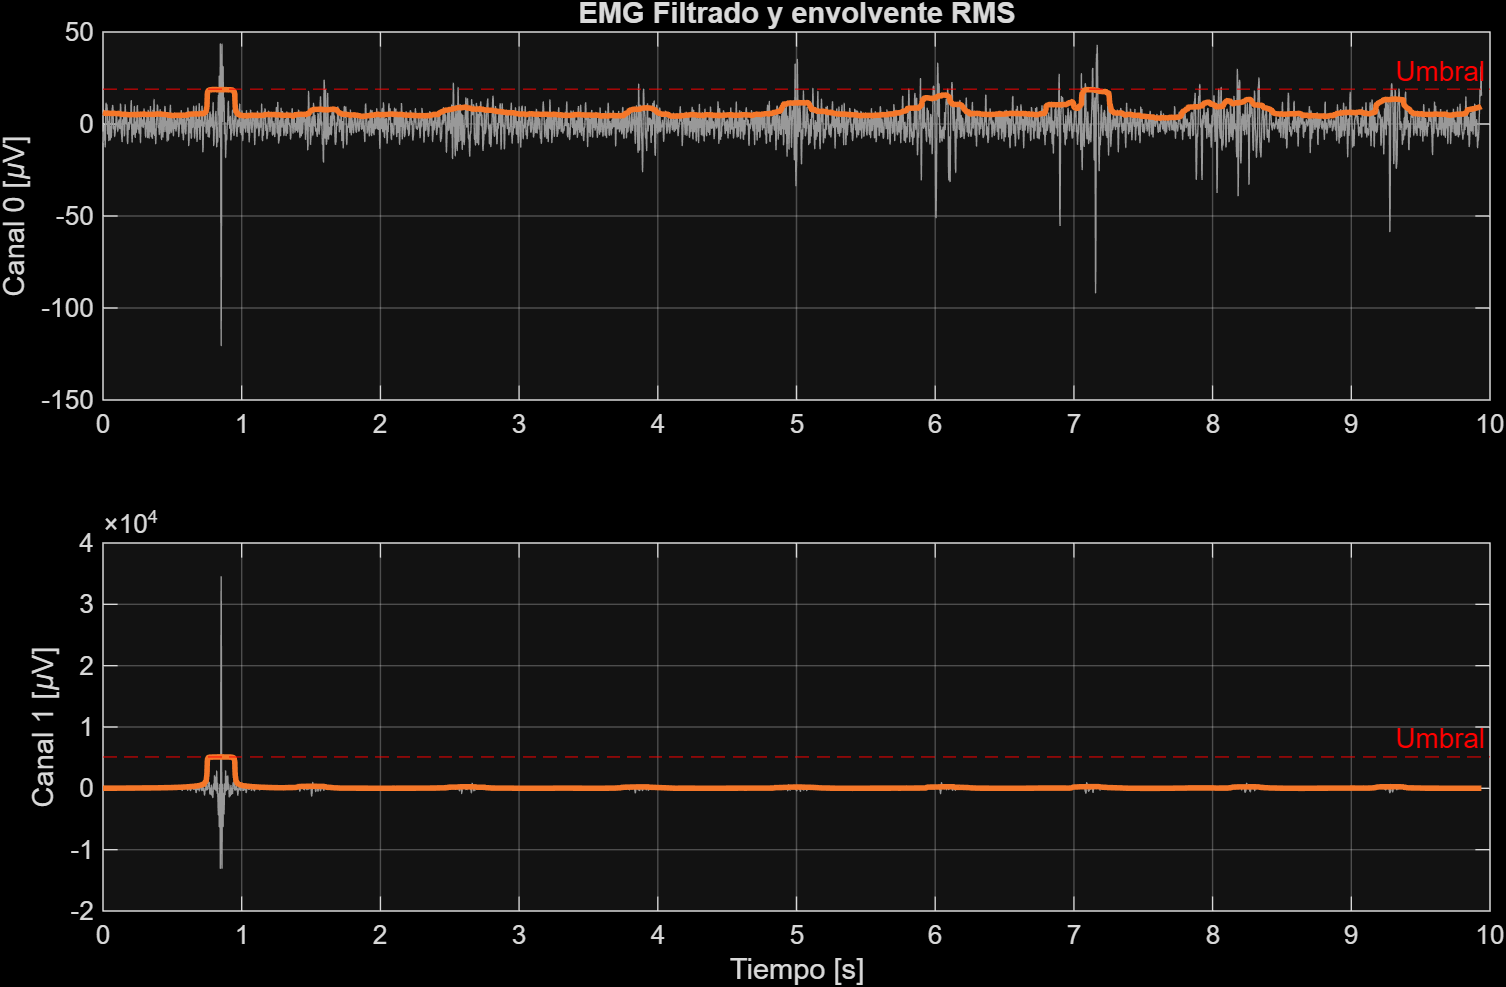 EMG Filtrado y envolvente RMS
50
0
-50
-100
-150
Canal 0 [µV]
Umbral
0 1 2 3 4 5 6 7 8 9 10
×10⁴
4
3
2
1
0
-1
-2
Canal 1 [µV]
Umbral
0 1 2 3 4 5 6 7 8 9 10
Tiempo [s]